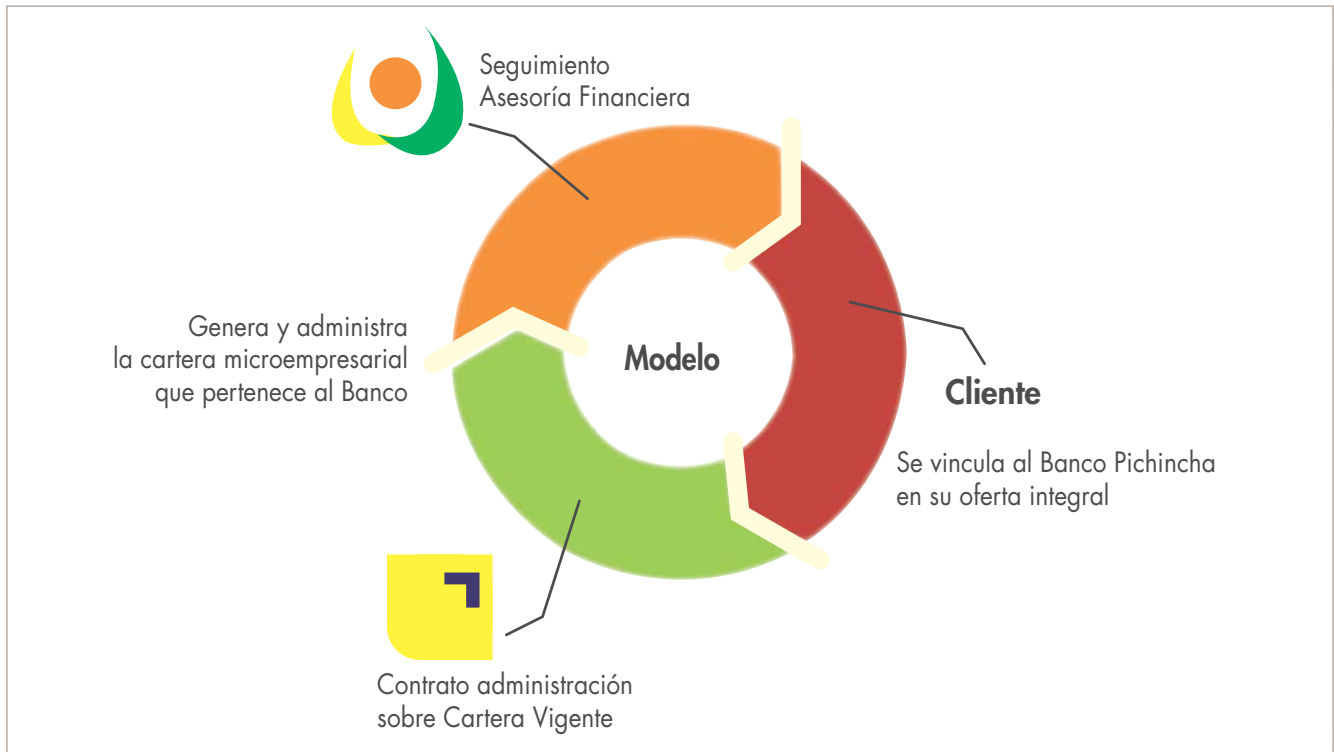 Seguimiento
Asesoría Financiera
Genera y administra
la cartera microempresarial
que pertenece al Banco
Modelo
Cliente
Se vincula al Banco Pichincha
en su oferta integral
Contrato administración
sobre Cartera Vigente